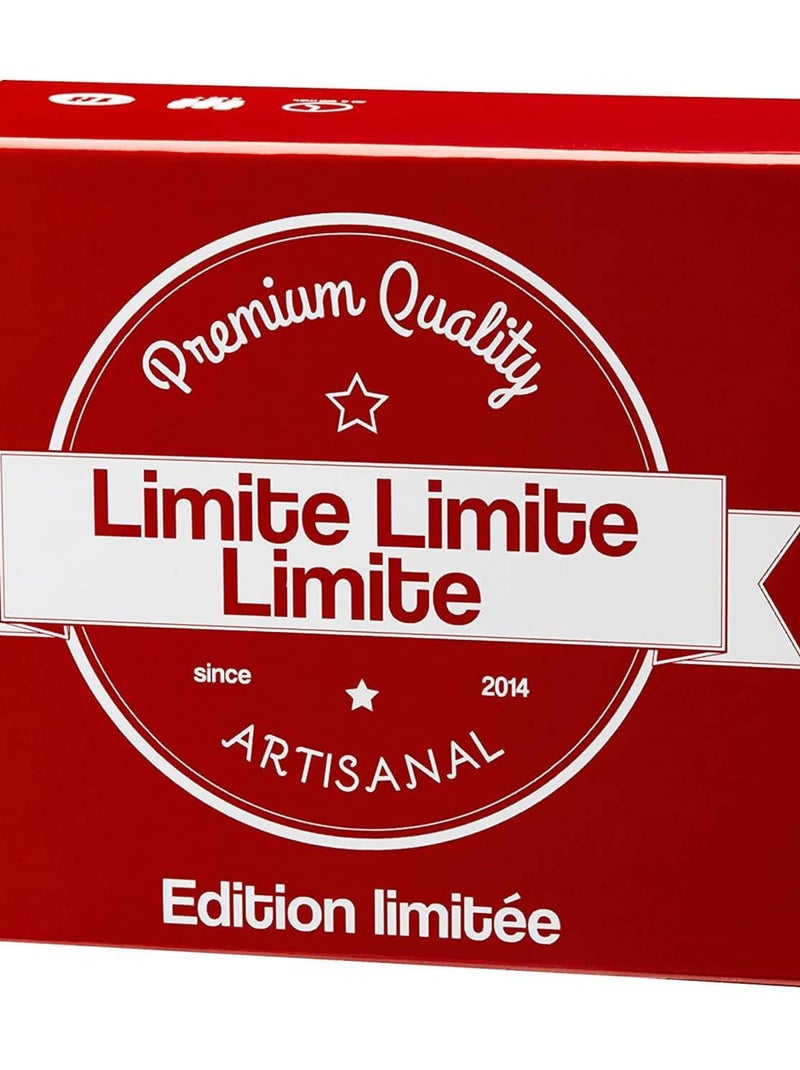 Premium Quality
Limite Limite
Limite
since 2014
ARTISANAL
Edition limitée